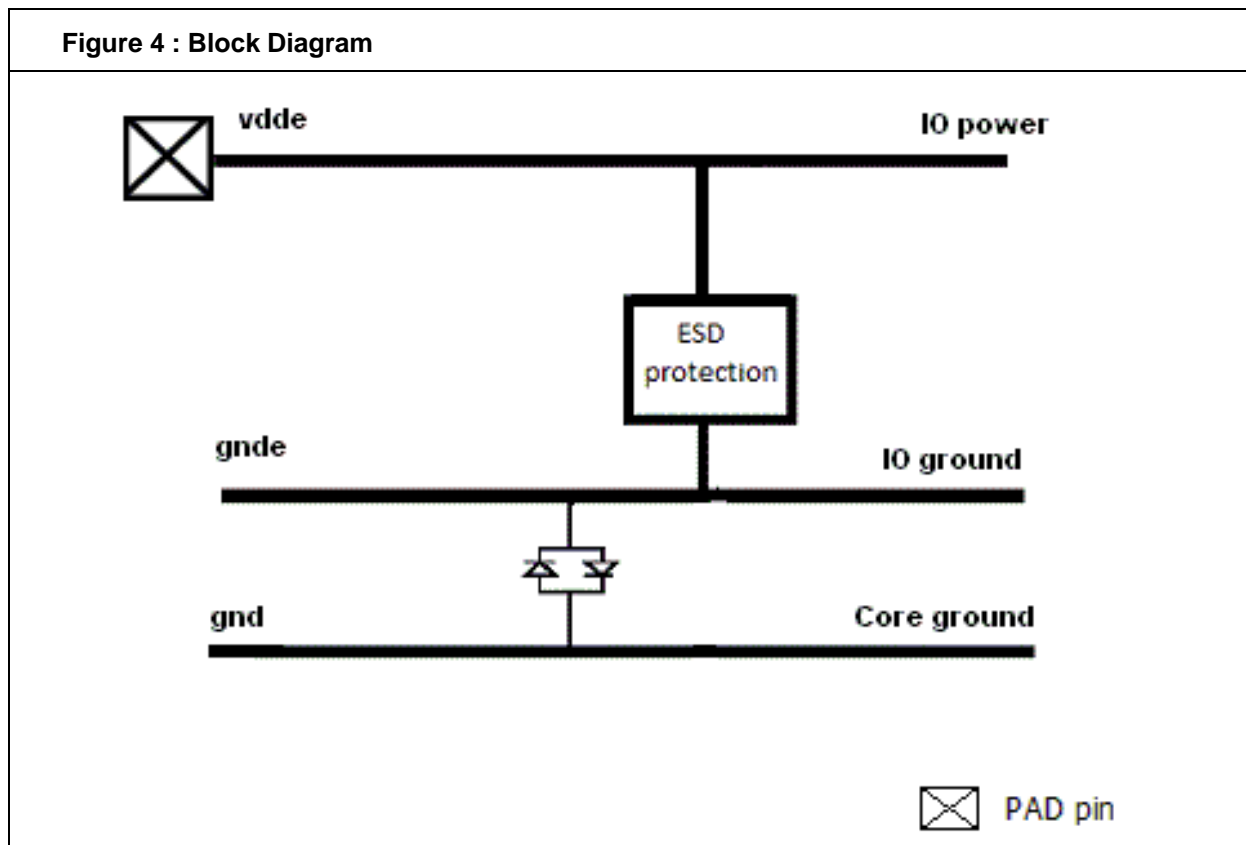 Figure 4 : Block Diagram
vdde
IO power
ESD
protection
gnde
IO ground
gnd
Core ground
PAD pin